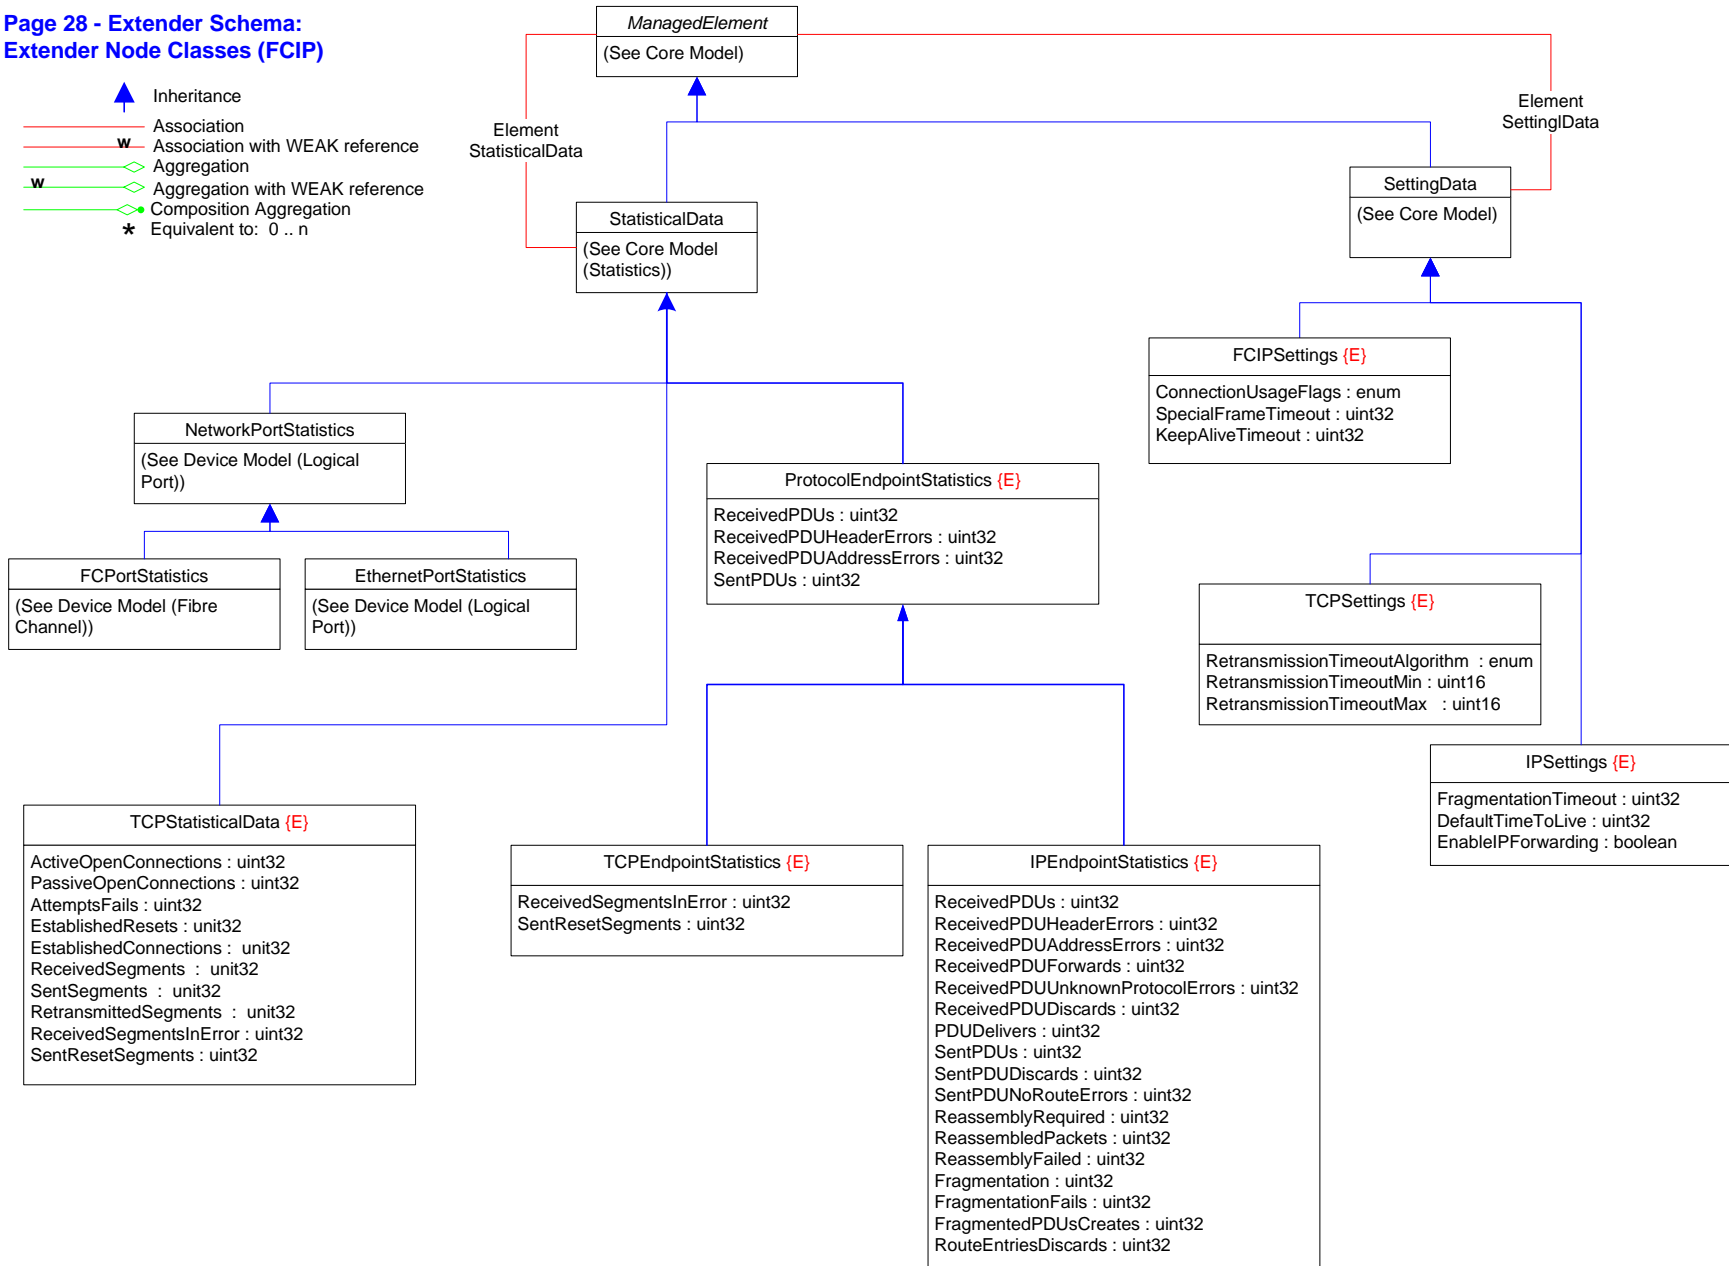 Page 28 - Extender Schema:
Extender Node Classes (FCIP)
Inheritance
Association
w
Association with WEAK reference
Aggregation
w
Aggregation with WEAK reference
Composition Aggregation
* Equivalent to: 0 .. n
ManagedElement
(See Core Model)
Element
StatisticalData
Element
SettinglData
StatisticalData
(See Core Model
(Statistics))
SettingData
(See Core Model)
NetworkPortStatistics
(See Device Model (Logical
Port))
FCPortStatistics
(See Device Model (Fibre
Channel))
EthernetPortStatistics
(See Device Model (Logical
Port))
ProtocolEndpointStatistics {E}
ReceivedPDUs : uint32
ReceivedPDUHeaderErrors : uint32
ReceivedPDUAddressErrors : uint32
SentPDUs : uint32
FCIPSettings {E}
ConnectionUsageFlags : enum
SpecialFrameTimeout : uint32
KeepAliveTimeout : uint32
TCPSettings {E}
RetransmissionTimeoutAlgorithm : enum
RetransmissionTimeoutMin : uint16
RetransmissionTimeoutMax : uint16
IPSettings {E}
FragmentationTimeout : uint32
DefaultTimeToLive : uint32
EnableIPForwarding : boolean
TCPStatisticalData {E}
ActiveOpenConnections : uint32
PassiveOpenConnections : uint32
AttemptsFails : uint32
EstablishedResets : unit32
EstablishedConnections : unit32
ReceivedSegments : unit32
SentSegments : unit32
RetransmittedSegments : unit32
ReceivedSegmentsInError : uint32
SentResetSegments : uint32
TCPEndpointStatistics {E}
ReceivedSegmentsInError : uint32
SentResetSegments : uint32
IPEndpointStatistics {E}
ReceivedPDUs : uint32
ReceivedPDUHeaderErrors : uint32
ReceivedPDUAddressErrors : uint32
ReceivedPDUForwards : uint32
ReceivedPDUUnknownProtocolErrors : uint32
ReceivedPDUDiscards : uint32
PDUDelivers : uint32
SentPDUs : uint32
SentPDUDiscards : uint32
SentPDUNoRouteErrors : uint32
ReassemblyRequired : uint32
ReassembledPackets : uint32
ReassemblyFailed : uint32
Fragmentation : uint32
FragmentationFails : uint32
FragmentedPDUsCreates : uint32
RouteEntriesDiscards : uint32